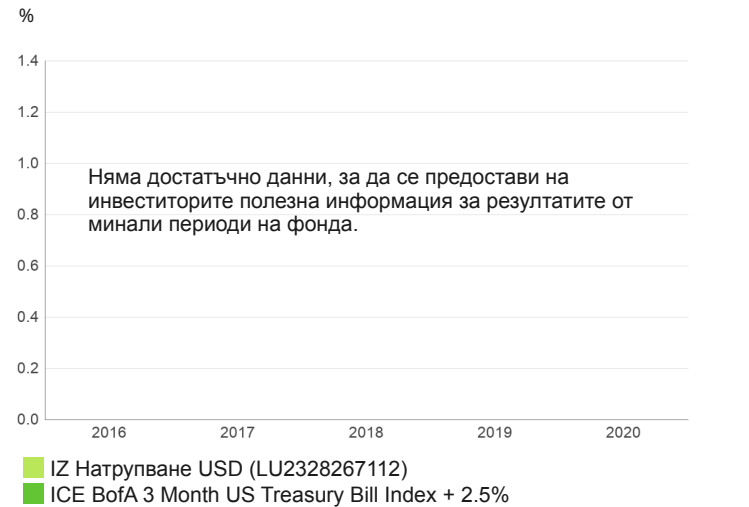 %
1.4
1.2
1.0
Няма достатъчно данни, за да се предостави на
инвеститорите полезна информация за резултатите от
0.8
минали периоди на фонда.
0.6
0.4
0.2
0.0
2016 2017 2018 2019 2020
IZ Натрупване USD (LU2328267112)
ICE BofA 3 Month US Treasury Bill Index + 2.5%